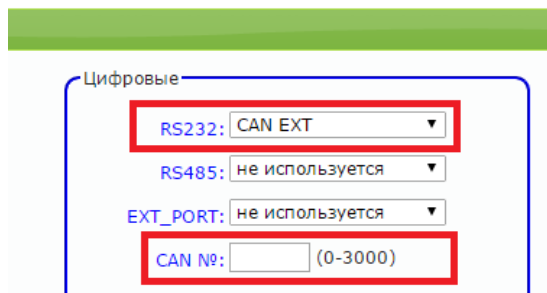 Цифровые
RS232: CAN EXT
RS485: не используется
EXT_PORT: не используется
CAN №: (0-3000)